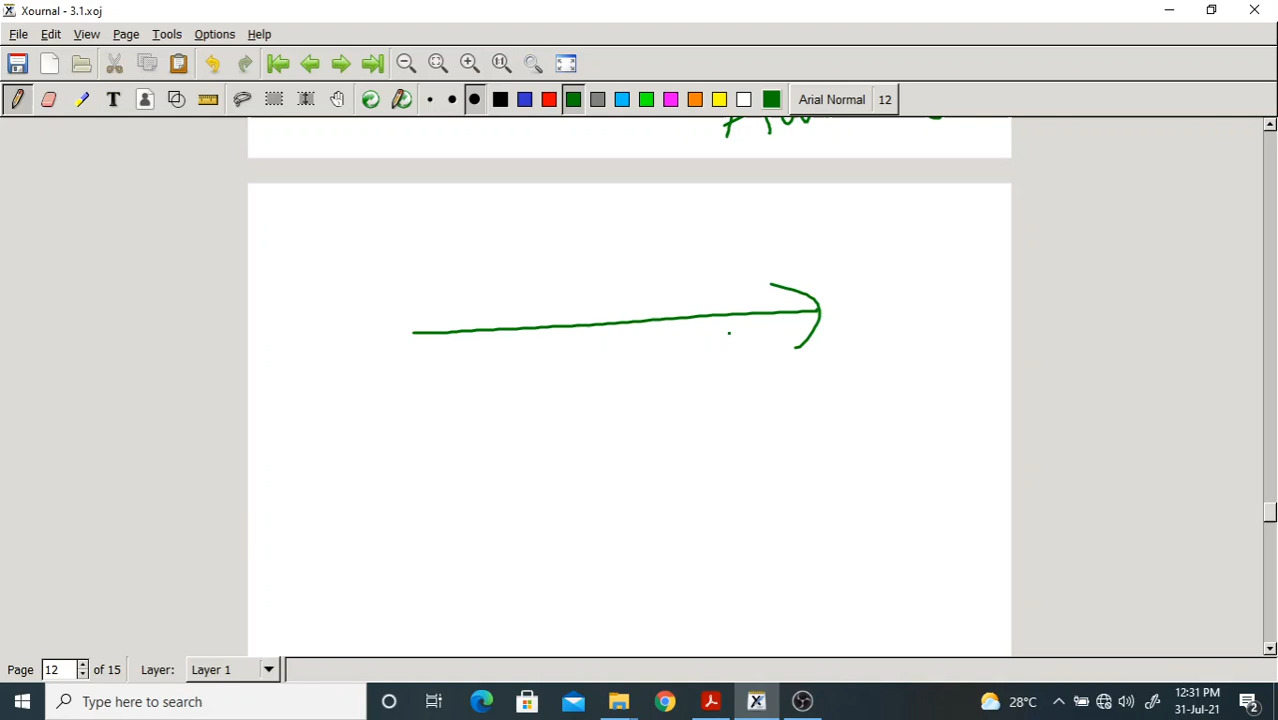 Xournal - 3.1.xoj
File Edit View Page Tools Options Help
Arial Normal 12
Page 12 of 15 Layer: Layer 1
Type here to search
28°C
12:31 PM
31-Jul-21
2